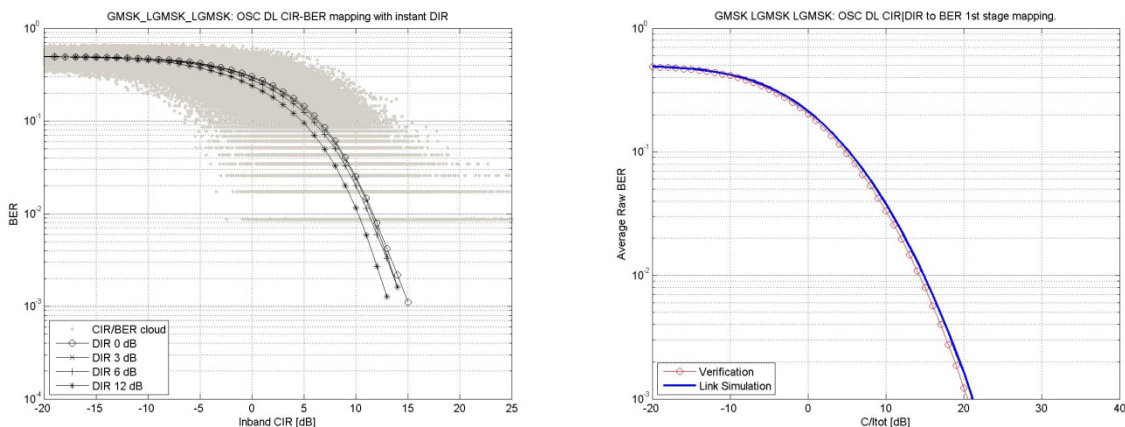 GMSK_LGMSK_LGMSK: OSC DL CIR-BER mapping with instant DIR
10^0
10^-1
10^-2
10^-3
10^-4
BER
CIR/BER cloud
DIR 0 dB
DIR 3 dB
DIR 6 dB
DIR 12 dB
-20 -15 -10 -5 0 5 10 15 20 25
Inband CIR [dB]
GMSK LGMSK LGMSK: OSC DL CIR|DIR to BER 1st stage mapping.
10^0
10^-1
10^-2
10^-3
Average Raw BER
Verification
Link Simulation
-20 -10 0 10 20 30 40
C/Itot [dB]